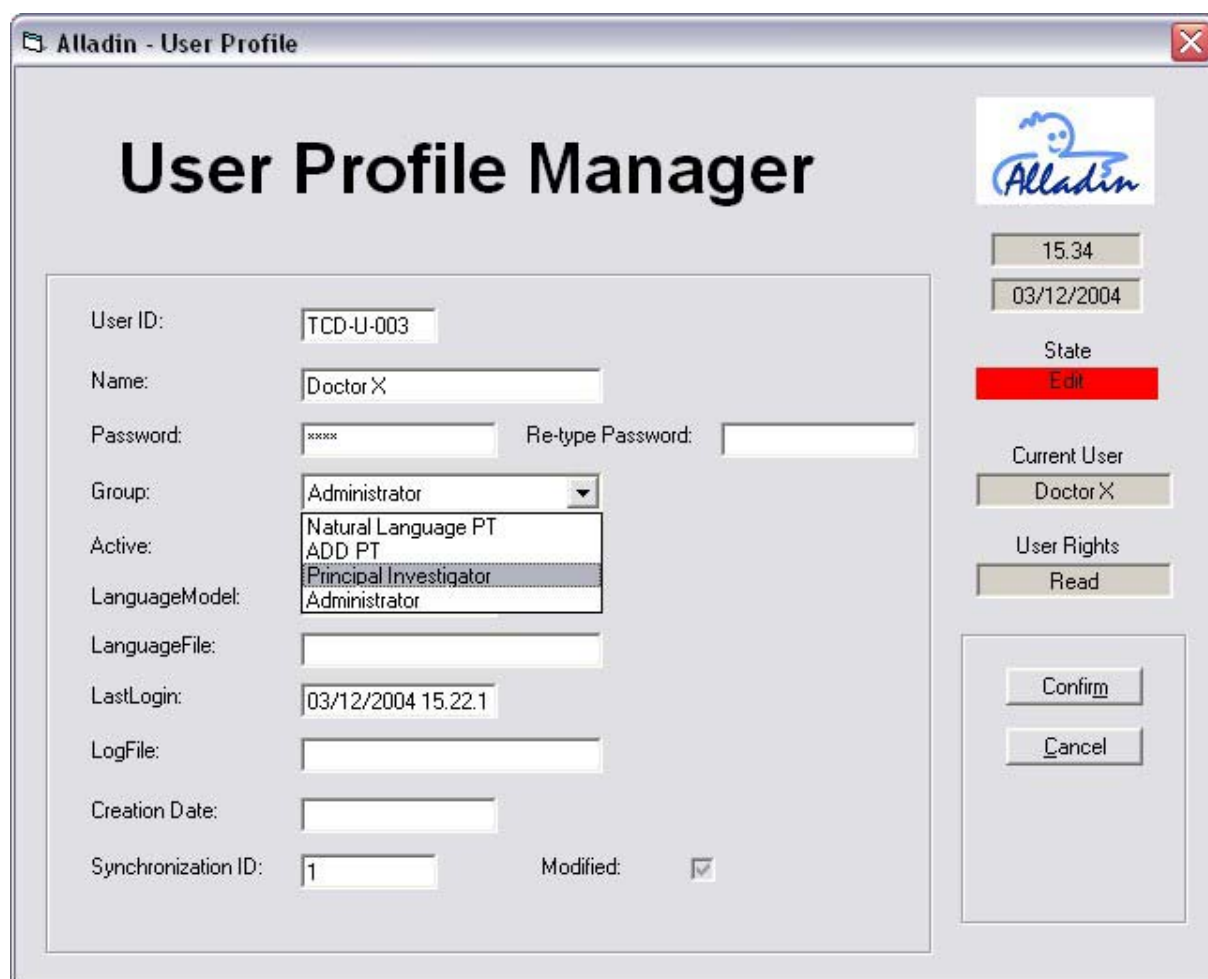 Alladin - User Profile
User Profile Manager
Alladin
15.34
03/12/2004
State
Edit
Current User
Doctor X
User Rights
Read
Confirm
Cancel
User ID: TCD-U-003
Name: Doctor X
Password: **** Re-type Password:
Group: Administrator
Natural Language PT
ADD PT
Principal Investigator
Administrator
Active:
LanguageModel:
LanguageFile:
LastLogin: 03/12/2004 15.22.1
LogFile:
Creation Date:
Synchronization ID: 1 Modified: